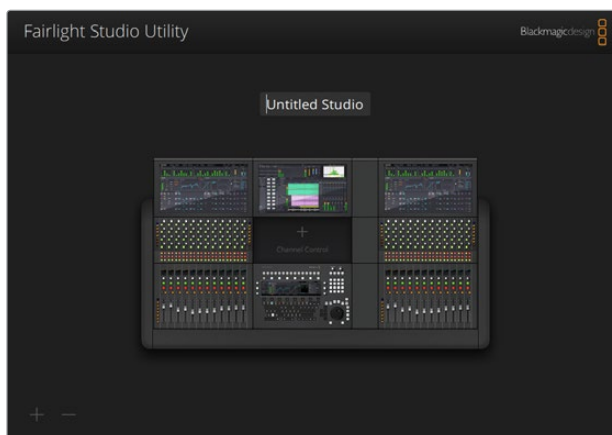 Fairlight Studio Utility
Blackmagicdesign
Untitled Studio
+
Channel Control
+ −